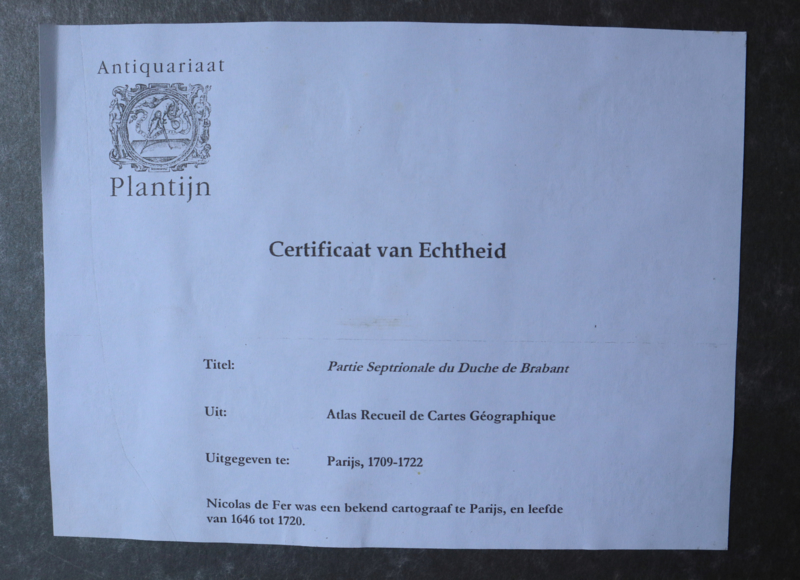 Antiquariaat
Plantijn
Certificaat van Echtheid
Titel: Partie Septrionale du Duche de Brabant
Uit: Atlas Recueil de Cartes Géographique
Uitgegeven te: Parijs, 1709-1722
Nicolas de Fer was een bekend cartograaf te Parijs, en leefde
van 1646 tot 1720.